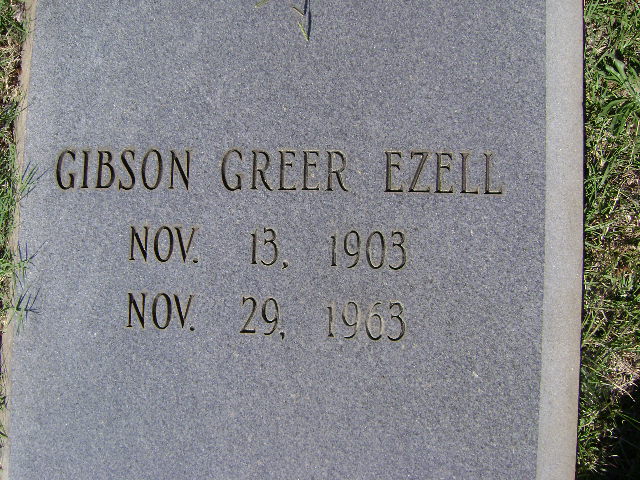 GIBSON GREER EZELL
NOV. 13, 1903
NOV. 29, 1963